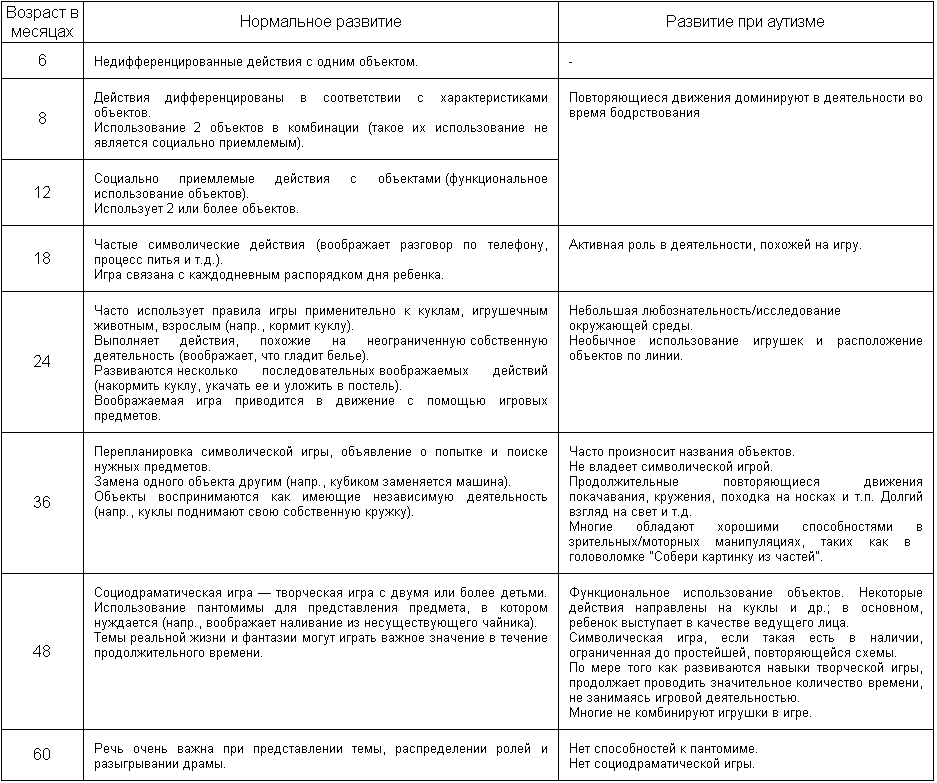 Возраст в
месяцах
Нормальное развитие
Развитие при аутизме
6
Недифференцированные действия с одним объектом.
-
8
Действия дифференцированы в соответствии с характеристиками
объектов.
Использование 2 объектов в комбинации (такое их использование не
является социально приемлемым).
Повторяющиеся движения доминируют в деятельности во
время бодрствования
12
Социально приемлемые действия с объектами (функциональное
использование объектов).
Использует 2 или более объектов.
18
Частые символические действия (воображает разговор по телефону,
процесс питья и т.д.).
Игра связана с каждодневным распорядком дня ребенка.
Активная роль в деятельности, похожей на игру.
24
Часто использует правила игры применительно к куклам, игрушечным
животным, взрослым (напр., кормит куклу).
Выполняет действия, похожие на неограниченную собственную
деятельность (воображает, что гладит белье).
Развиваются несколько последовательных воображаемых действий
(накормить куклу, укачать ее и уложить в постель).
Воображаемая игра приводится в движение с помощью игровых
предметов.
Небольшая любознательность/исследование
окружающей среды.
Необычное использование игрушек и расположение
объектов по линии.
36
Перепланировка символической игры, объявление о попытке и поиске
нужных предметов.
Замена одного объекта другим (напр., кубиком заменяется машина).
Объекты воспринимаются как имеющие независимую деятельность
(напр., куклы поднимают свою собственную кружку).
Часто произносит названия объектов.
Не владеет символической игрой.
Продолжительные повторяющиеся движения
покачавания, кружения, походка на носках и т.п. Долгий
взгляд на свет и т.д.
Многие обладают хорошими способностями в
зрительных/моторных манипуляциях, таких как в
головоломке "Собери картинку из частей".
48
Социодраматическая игра — творческая игра с двумя или более детьми.
Использование пантомимы для представления предмета, в котором
нуждается (напр., воображает наливание из несуществующего чайника).
Темы реальной жизни и фантазии могут играть важное значение в течение
продолжительного времени.
Функциональное использование объектов. Некоторые
действия направлены на куклы и др.; в основном,
ребенок выступает в качестве ведущего лица.
Символическая игра, если такая есть в наличии,
ограниченная до простейшей, повторяющейся схемы.
По мере того как развиваются навыки творческой игры,
продолжает проводить значительное количество времени,
не занимаясь игровой деятельностью.
Многие не комбинируют игрушки в игре.
60
Речь очень важна при представлении темы, распределении ролей и
разыгрывании драмы.
Нет способностей к пантомиме.
Нет социодраматической игры.